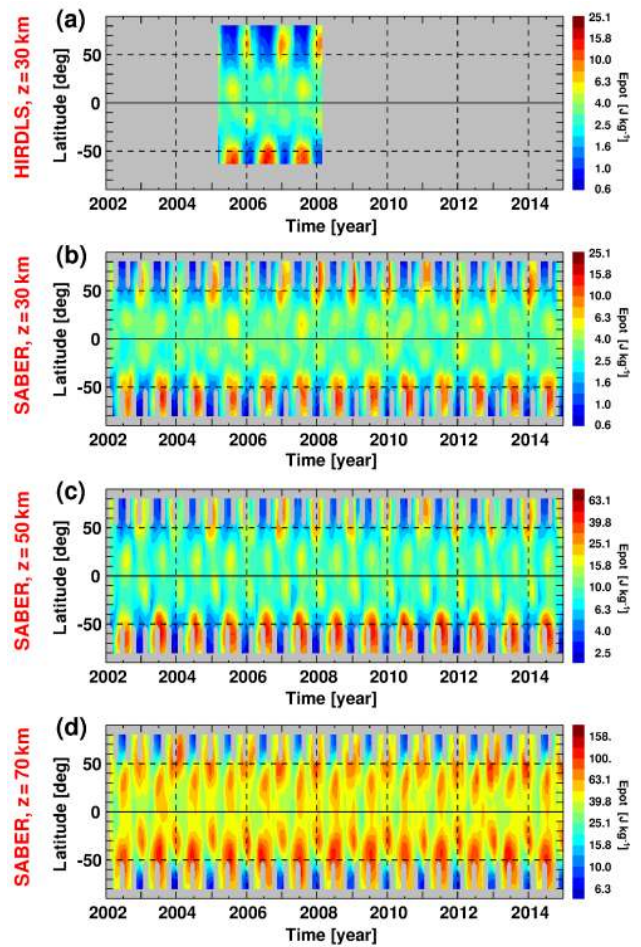 (a)
HIRDLS, z=30 km
Latitude [deg]
50
0
-50
2002 2004 2006 2008 2010 2012 2014
Time [year]
25.1
15.8
10.0
6.3
4.0
2.5
1.6
1.0
0.6
Epot [J kg⁻¹]
(b)
SABER, z=30 km
Latitude [deg]
50
0
-50
2002 2004 2006 2008 2010 2012 2014
Time [year]
25.1
15.8
10.0
6.3
4.0
2.5
1.6
1.0
0.6
Epot [J kg⁻¹]
(c)
SABER, z=50 km
Latitude [deg]
50
0
-50
2002 2004 2006 2008 2010 2012 2014
Time [year]
63.1
39.8
25.1
15.8
10.0
6.3
4.0
2.5
Epot [J kg⁻¹]
(d)
SABER, z=70 km
Latitude [deg]
50
0
-50
2002 2004 2006 2008 2010 2012 2014
Time [year]
158.
100.
63.1
39.8
25.1
15.8
10.0
6.3
Epot [J kg⁻¹]